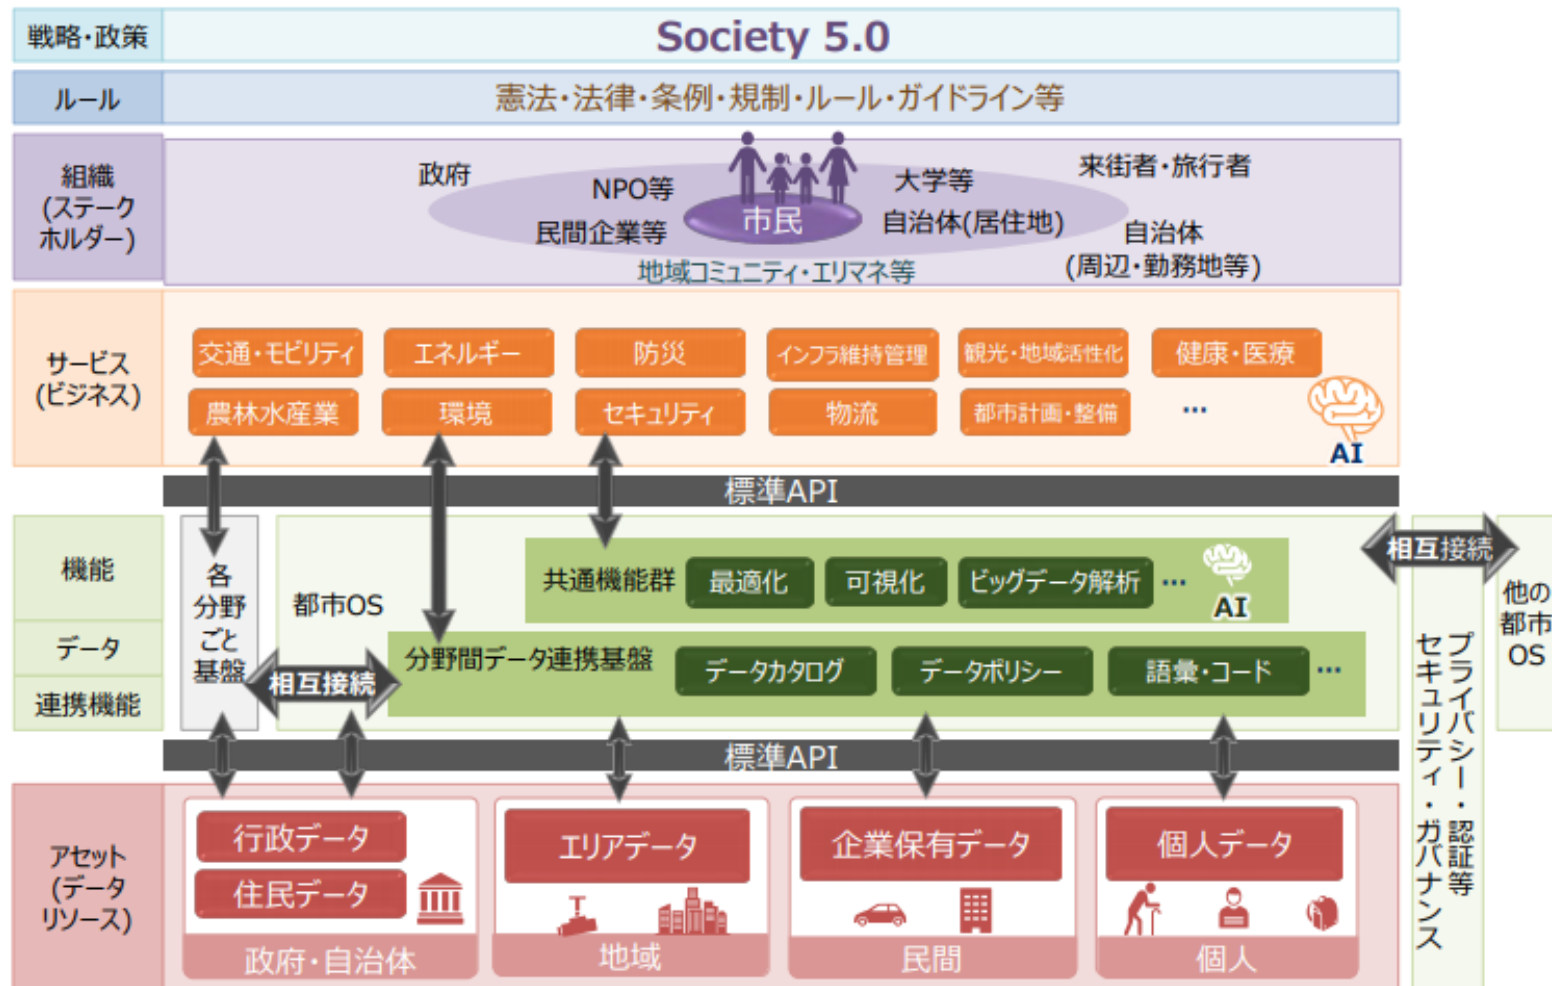 戦略・政策
Society 5.0
ルール
憲法・法律・条例・規制・ルール・ガイドライン等
組織
(ステーク
ホルダー)
政府
NPO等
民間企業等
市民
大学等
自治体(居住地)
来街者・旅行者
自治体
(周辺・勤務地等)
地域コミュニティ・エリマネ等
サービス
(ビジネス)
交通・モビリティ
エネルギー
防災
インフラ維持管理
観光・地域活性化
健康・医療
農林水産業
環境
セキュリティ
物流
都市計画・整備
…
AI
標準API
機能
データ
連携機能
各
分野
ごと
基盤
都市OS
共通機能群
最適化
可視化
ビッグデータ解析
…
AI
相互接続
分野間データ連携基盤
データカタログ
データポリシー
語彙・コード
…
相互接続
プライバシー・認証等
セキュリティ・ガバナンス
他の
都市
OS
標準API
アセット
(データ
リソース)
行政データ
住民データ
政府・自治体
エリアデータ
地域
企業保有データ
民間
個人データ
個人